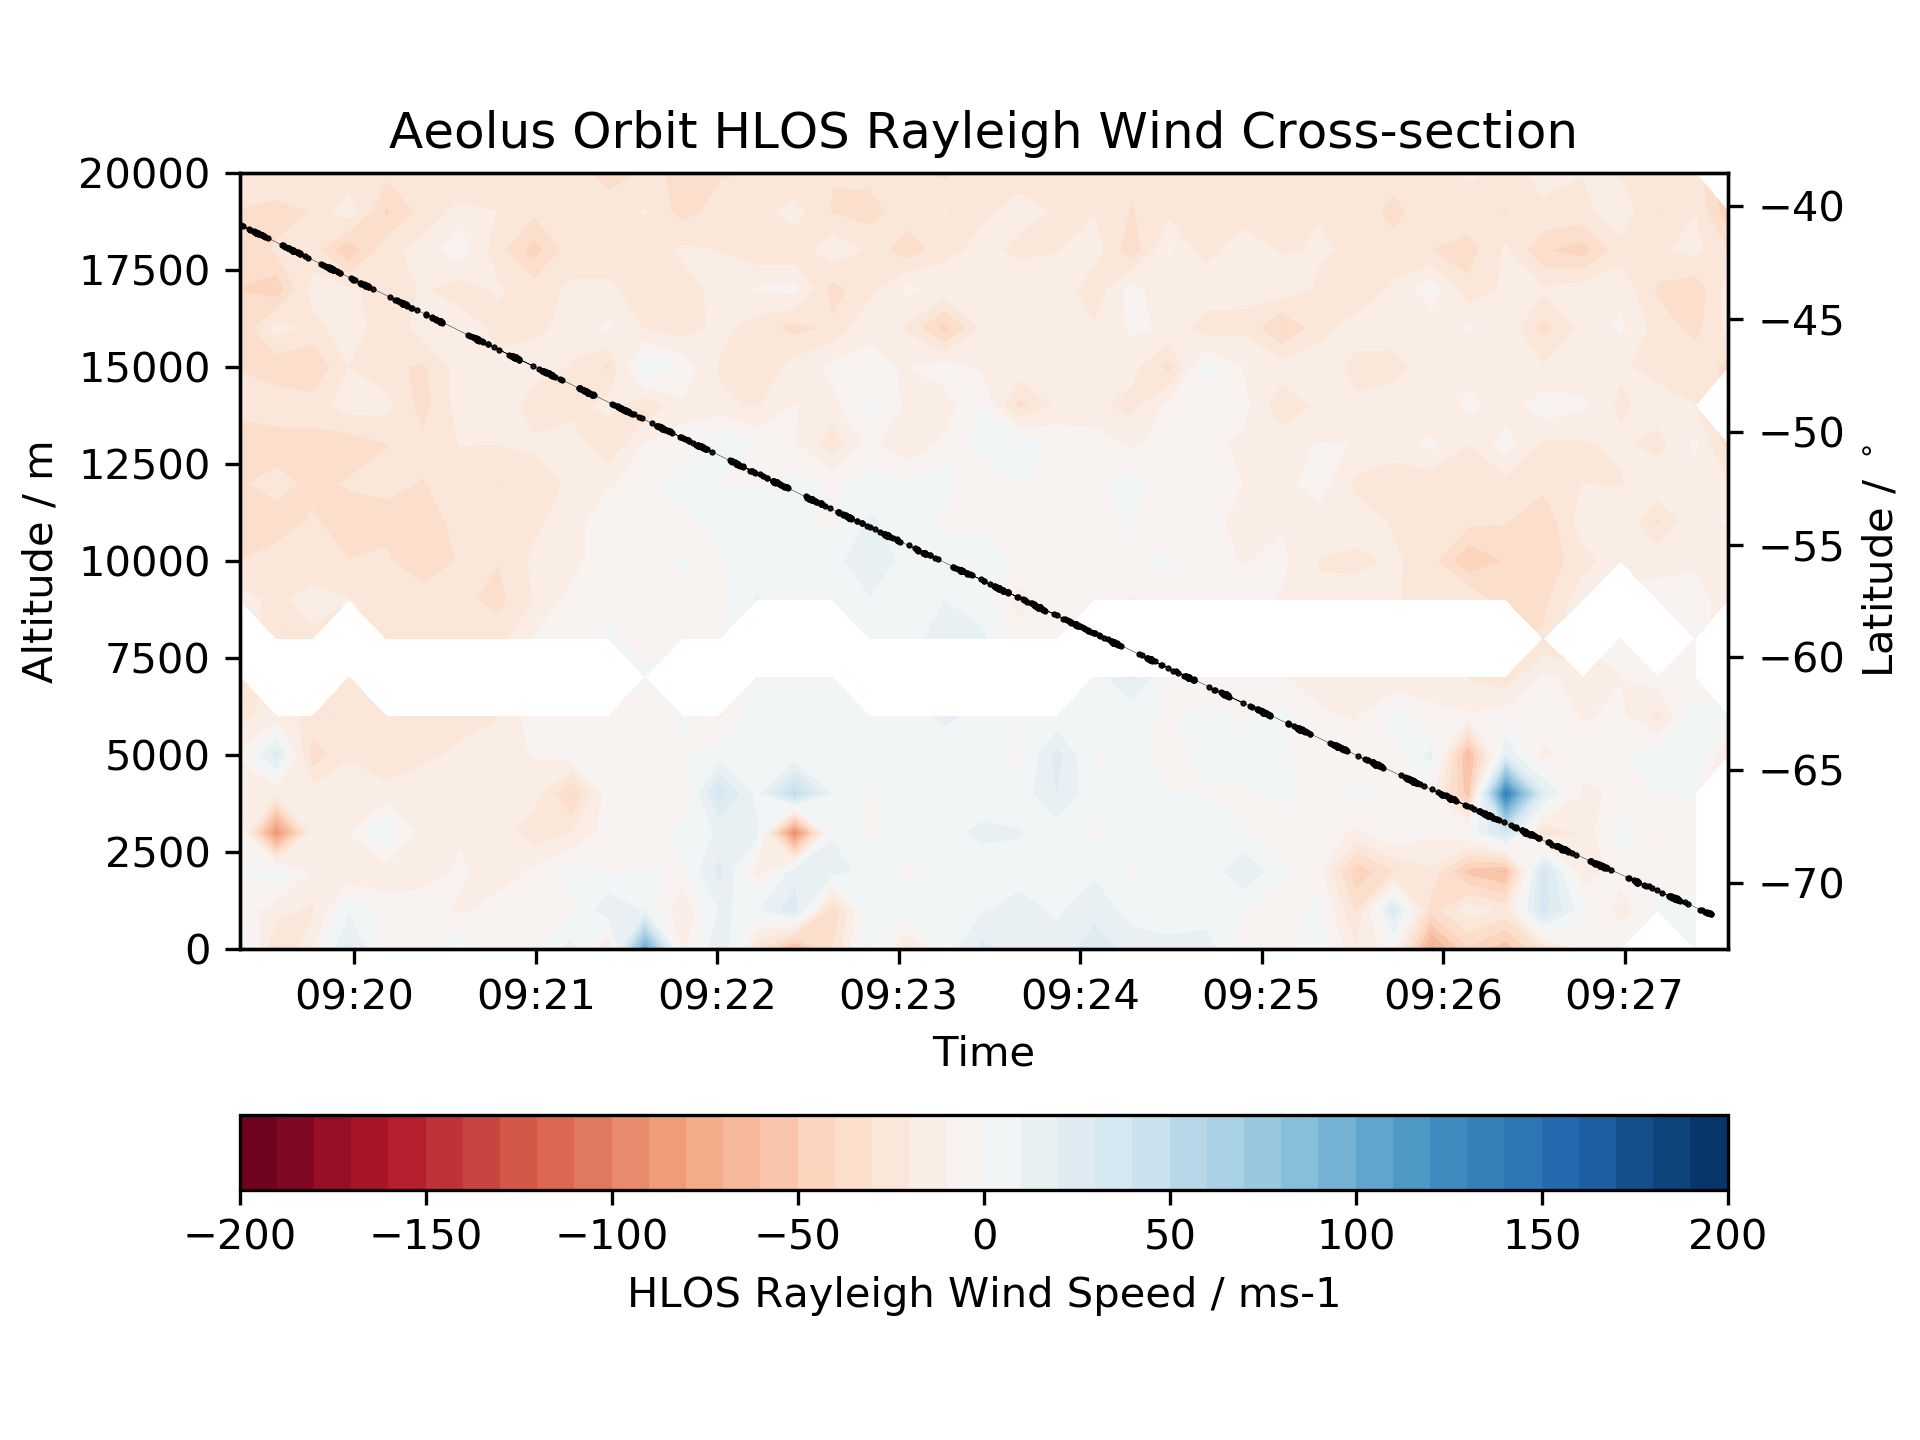 Aeolus Orbit HLOS Rayleigh Wind Cross-section
20000
17500
15000
12500
10000
7500
5000
2500
0
Altitude / m
−40
−45
−50
−55
−60
−65
−70
Latitude / °
09:20 09:21 09:22 09:23 09:24 09:25 09:26 09:27
Time
−200 −150 −100 −50 0 50 100 150 200
HLOS Rayleigh Wind Speed / ms-1